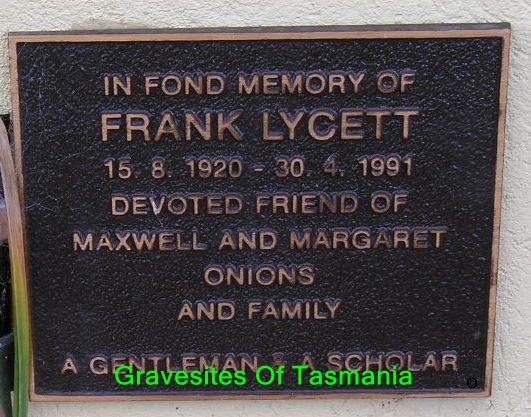 IN FOND MEMORY OF
FRANK LYCETT
15. 8. 1920 - 30. 4. 1991
DEVOTED FRIEND OF
MAXWELL AND MARGARET
ONIONS
AND FAMILY
A GENTLEMAN & A SCHOLAR
Gravesites Of Tasmania